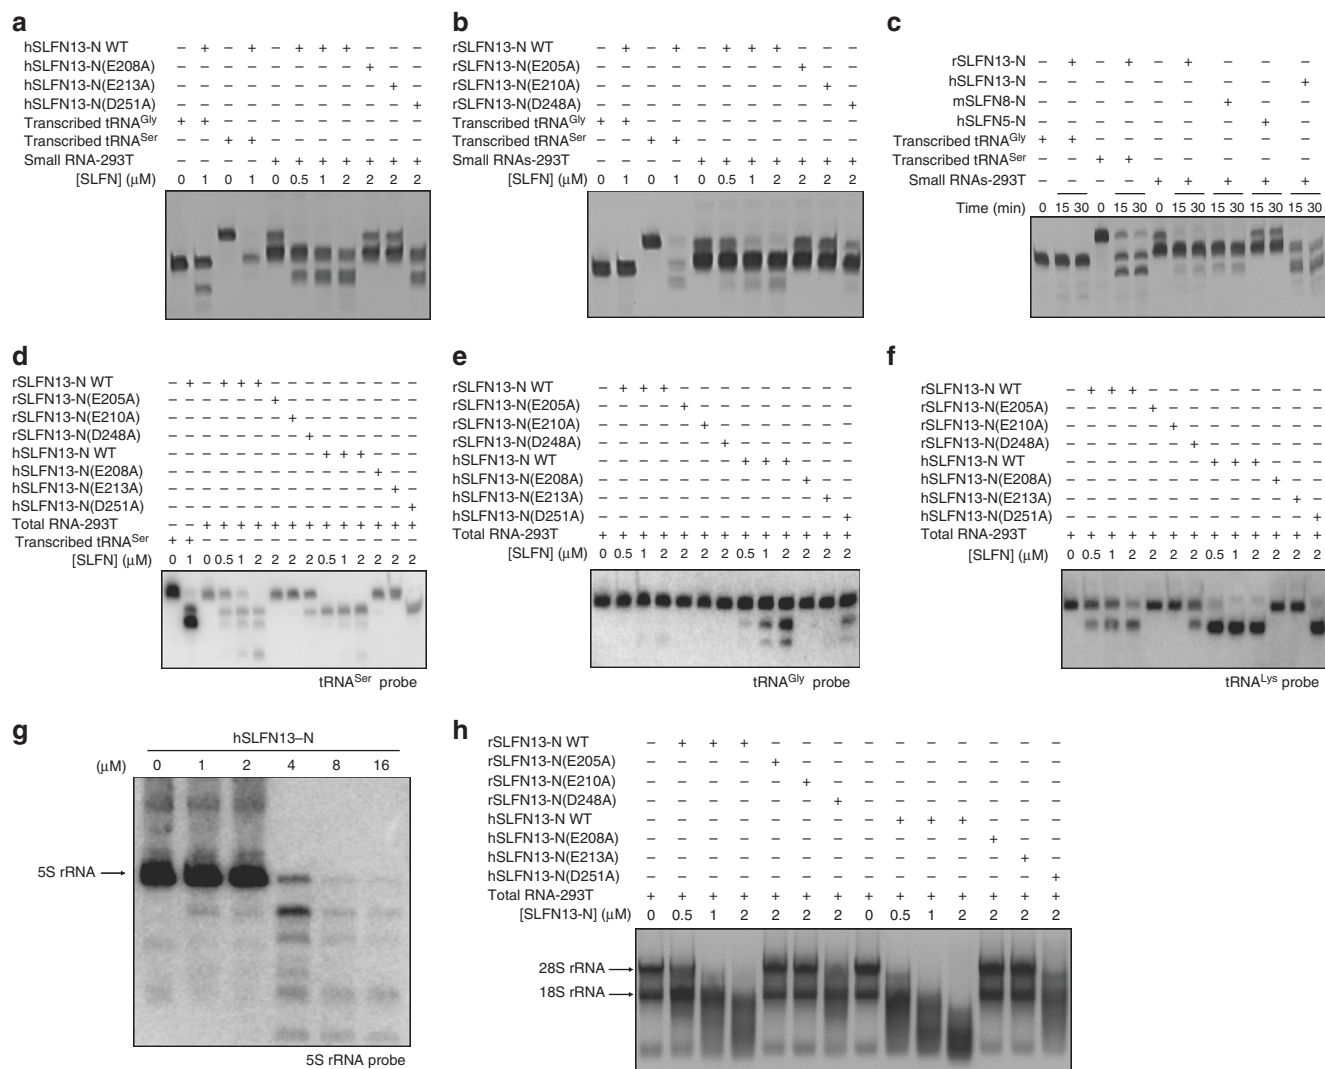 a
hSLFN13-N WT – + – + – + + + – – –
hSLFN13-N(E208A) – – – – – – – – + – –
hSLFN13-N(E213A) – – – – – – – – – + –
hSLFN13-N(D251A) – – – – – – – – – – +
Transcribed tRNAGly + + – – – – – – – – –
Transcribed tRNASer – – + + – – – – – – –
Small RNA-293T – – – – + + + + + + +
[SLFN] (μM) 0 1 0 1 0 0.5 1 2 2 2 2
b
rSLFN13-N WT – + – + – + + + – – –
rSLFN13-N(E205A) – – – – – – – – + – –
rSLFN13-N(E210A) – – – – – – – – – + –
rSLFN13-N(D248A) – – – – – – – – – – +
Transcribed tRNAGly + + – – – – – – – – –
Transcribed tRNASer – – + + – – – – – – –
Small RNAs-293T – – – – + + + + + + +
[SLFN] (μM) 0 1 0 1 0 0.5 1 2 2 2 2
c
rSLFN13-N – + – + – + – – –
hSLFN13-N – – – – – – – – +
mSLFN8-N – – – – – – + – –
hSLFN5-N – – – – – – – + –
Transcribed tRNAGly + + – – – – – – –
Transcribed tRNASer – – + + – – – – –
Small RNAs-293T – – – – + + + + +
Time (min) 0 15 30 0 15 30 0 15 30 15 30 15 30 15 30
d
rSLFN13-N WT – + – + + + – – – – – – – – –
rSLFN13-N(E205A) – – – – – – + – – – – – – – –
rSLFN13-N(E210A) – – – – – – – + – – – – – – –
rSLFN13-N(D248A) – – – – – – – – + – – – – – –
hSLFN13-N WT – – – – – – – – – + + + – – –
hSLFN13-N(E208A) – – – – – – – – – – – – + – –
hSLFN13-N(E213A) – – – – – – – – – – – – – + –
hSLFN13-N(D251A) – – – – – – – – – – – – – – +
Total RNA-293T – – + + + + + + + + + + + + +
Transcribed tRNASer + + – – – – – – – – – – – – –
[SLFN] (μM) 0 1 0 0.5 1 2 2 2 2 0.5 1 2 2 2 2
tRNASer probe
e
rSLFN13-N WT – + + + – – – – – – – – –
rSLFN13-N(E205A) – – – – + – – – – – – – –
rSLFN13-N(E210A) – – – – – + – – – – – – –
rSLFN13-N(D248A) – – – – – – + – – – – – –
hSLFN13-N WT – – – – – – – + + + – – –
hSLFN13-N(E208A) – – – – – – – – – – + – –
hSLFN13-N(E213A) – – – – – – – – – – – + –
hSLFN13-N(D251A) – – – – – – – – – – – – +
Total RNA-293T + + + + + + + + + + + + +
[SLFN] (μM) 0 0.5 1 2 2 2 2 0.5 1 2 2 2 2
tRNAGly probe
f
rSLFN13-N WT – + + + – – – – – – – – –
rSLFN13-N(E205A) – – – – + – – – – – – – –
rSLFN13-N(E210A) – – – – – + – – – – – – –
rSLFN13-N(D248A) – – – – – – + – – – – – –
hSLFN13-N WT – – – – – – – + + + – – –
hSLFN13-N(E208A) – – – – – – – – – – + – –
hSLFN13-N(E213A) – – – – – – – – – – – + –
hSLFN13-N(D251A) – – – – – – – – – – – – +
Total RNA-293T + + + + + + + + + + + + +
[SLFN] (μM) 0 0.5 1 2 2 2 2 0.5 1 2 2 2 2
tRNALys probe
g
hSLFN13–N
(μM) 0 1 2 4 8 16
5S rRNA
5S rRNA probe
h
rSLFN13-N WT – + + + – – – – – – – – – –
rSLFN13-N(E205A) – – – – + – – – – – – – – –
rSLFN13-N(E210A) – – – – – + – – – – – – – –
rSLFN13-N(D248A) – – – – – – + – – – – – – –
hSLFN13-N WT – – – – – – – – + + + – – –
hSLFN13-N(E208A) – – – – – – – – – – – + – –
hSLFN13-N(E213A) – – – – – – – – – – – – + –
hSLFN13-N(D251A) – – – – – – – – – – – – – +
Total RNA-293T + + + + + + + + + + + + + +
[SLFN13-N] (μM) 0 0.5 1 2 2 2 2 0 0.5 1 2 2 2 2
28S rRNA
18S rRNA